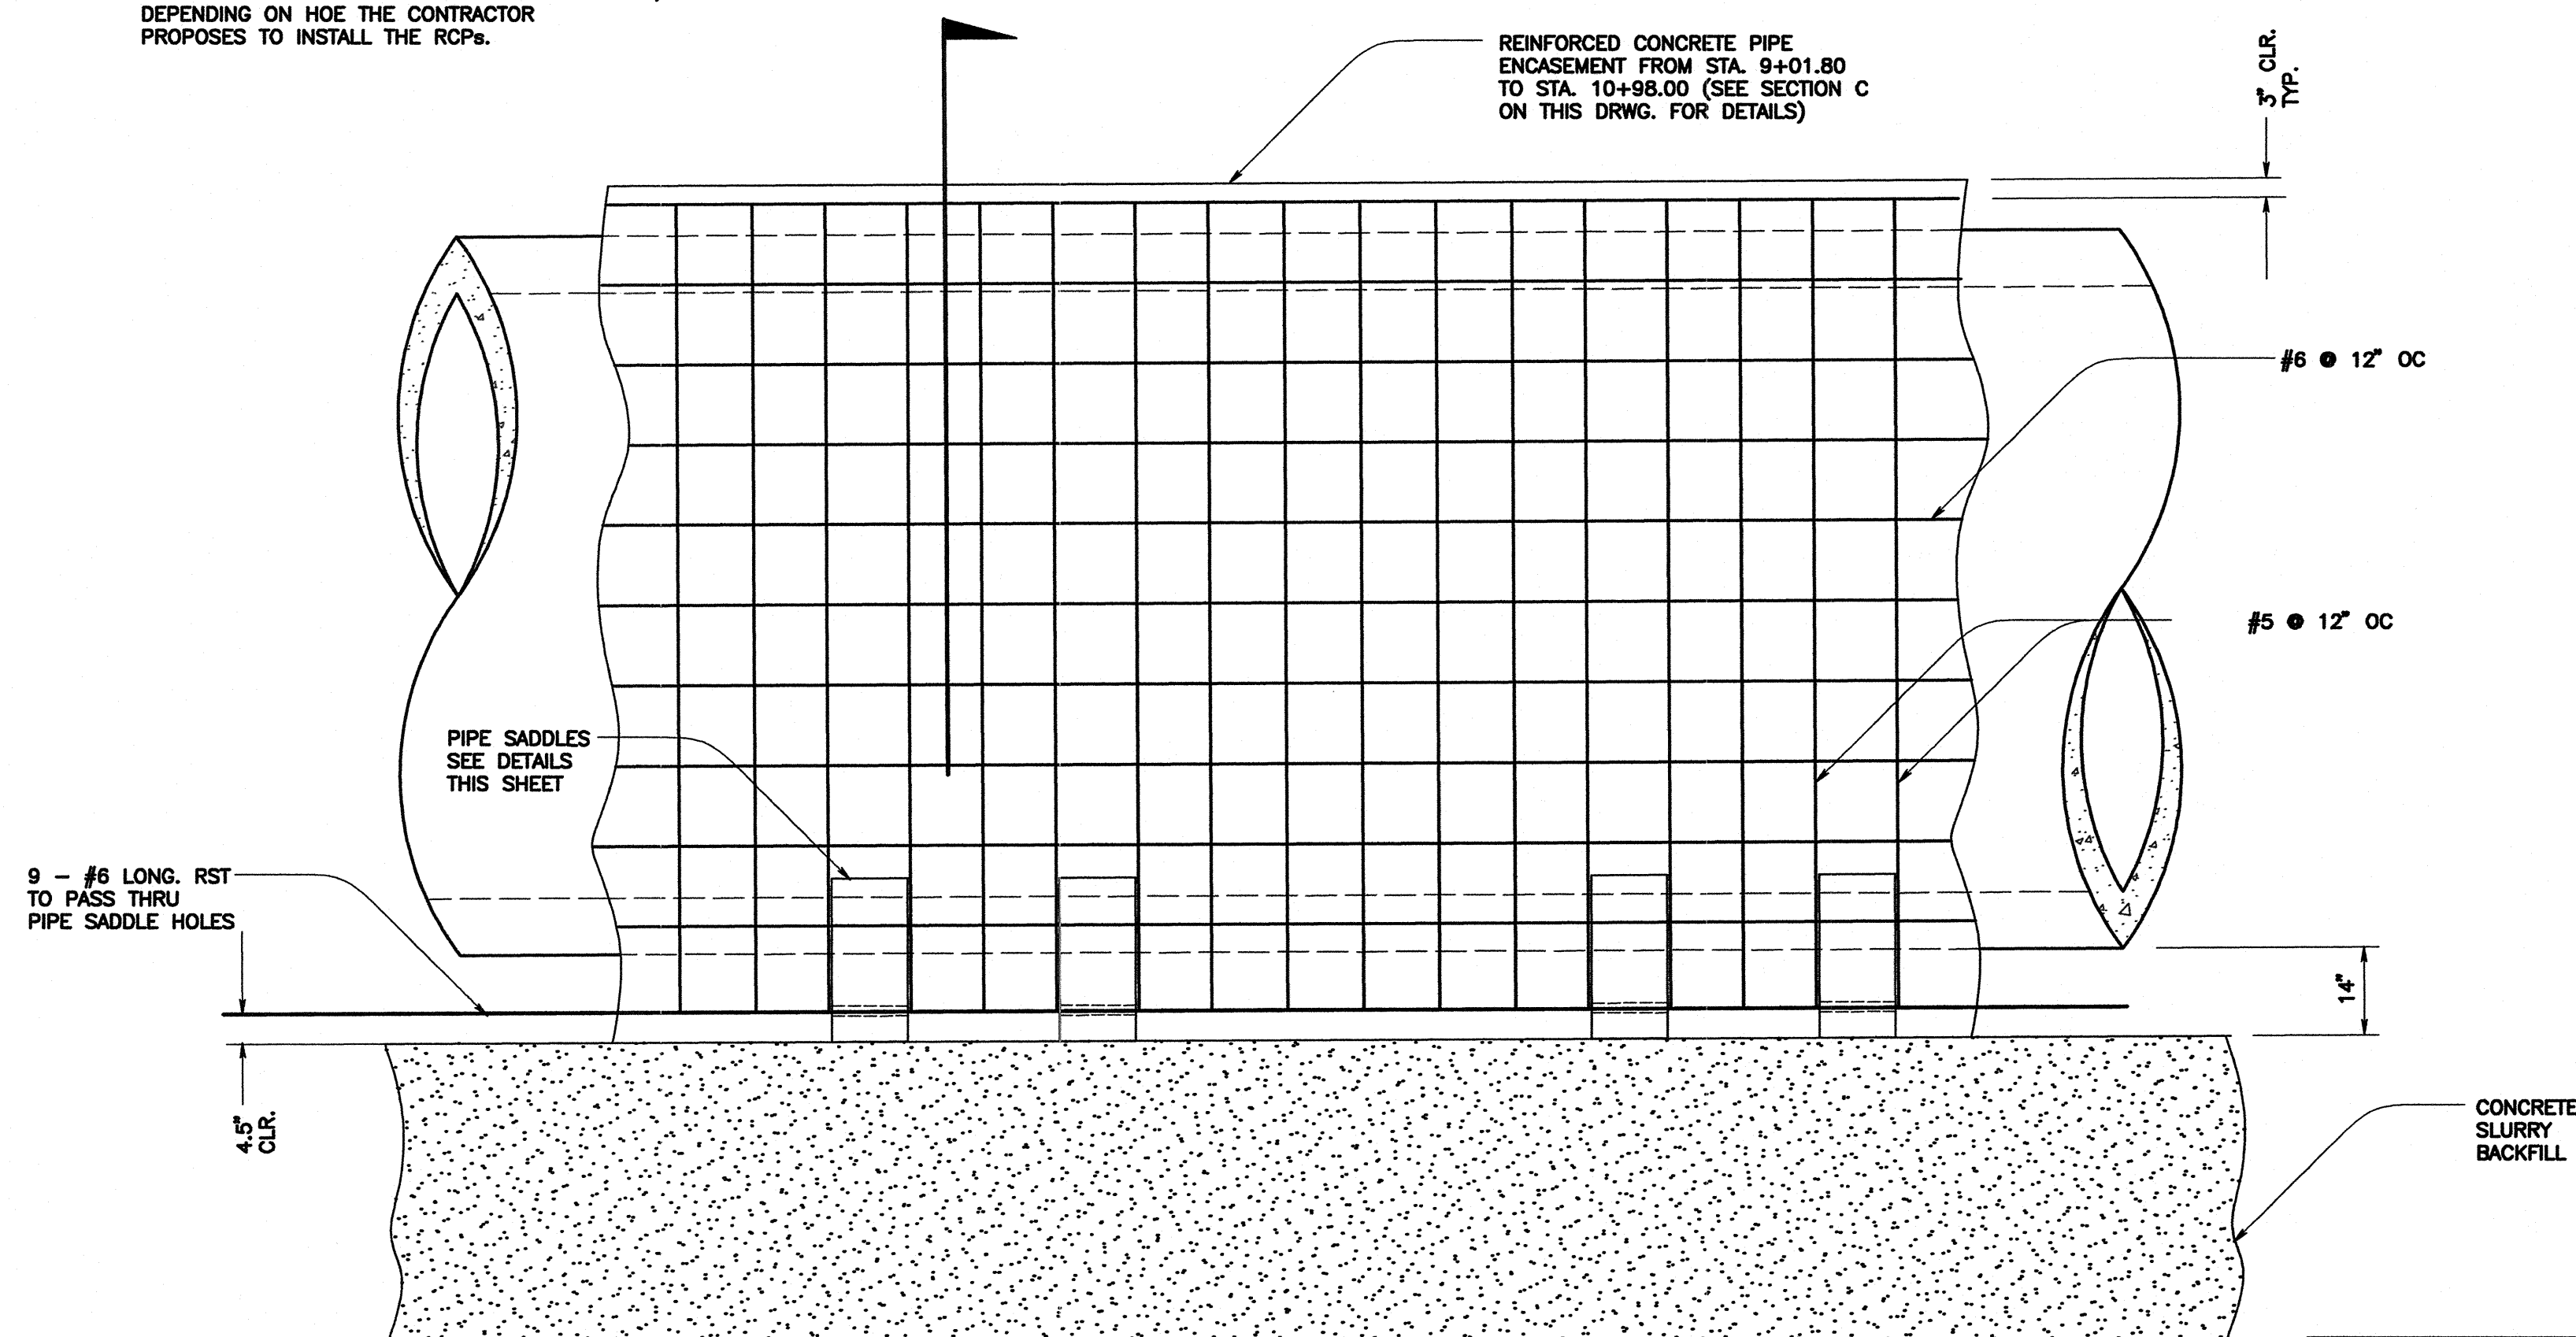 DEPENDING ON HOE THE CONTRACTOR
PROPOSES TO INSTALL THE RCPs.
REINFORCED CONCRETE PIPE
ENCASEMENT FROM STA. 9+01.80
TO STA. 10+98.00 (SEE SECTION C
ON THIS DRWG. FOR DETAILS)
3" CLR.
TYP.
#6 @ 12" OC
#5 @ 12" OC
PIPE SADDLES
SEE DETAILS
THIS SHEET
9 - #6 LONG. RST
TO PASS THRU
PIPE SADDLE HOLES
14"
4.5"
CLR.
CONCRETE
SLURRY
BACKFILL